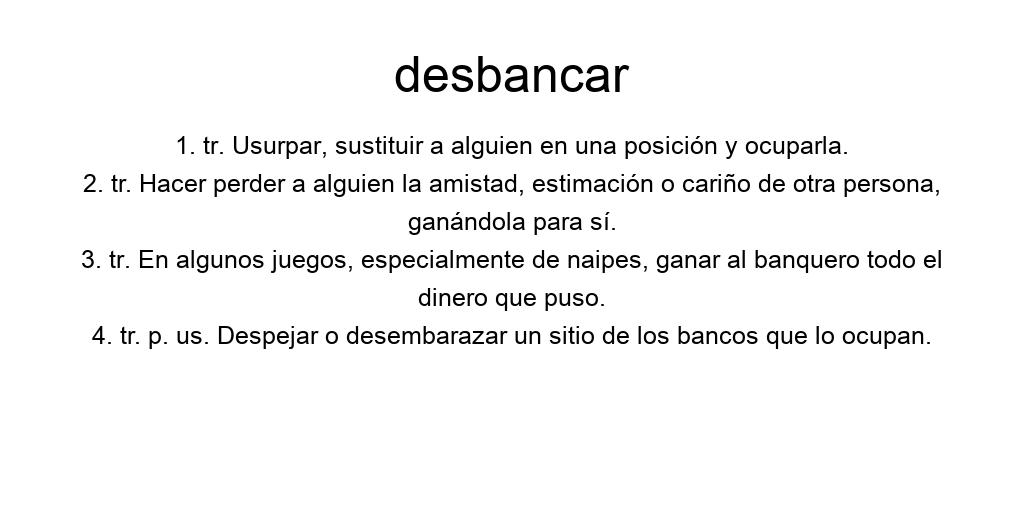 desbancar
1. tr. Usurpar, sustituir a alguien en una posición y ocuparla.
2. tr. Hacer perder a alguien la amistad, estimación o cariño de otra persona,
ganándola para sí.
3. tr. En algunos juegos, especialmente de naipes, ganar al banquero todo el
dinero que puso.
4. tr. p. us. Despejar o desembarazar un sitio de los bancos que lo ocupan.